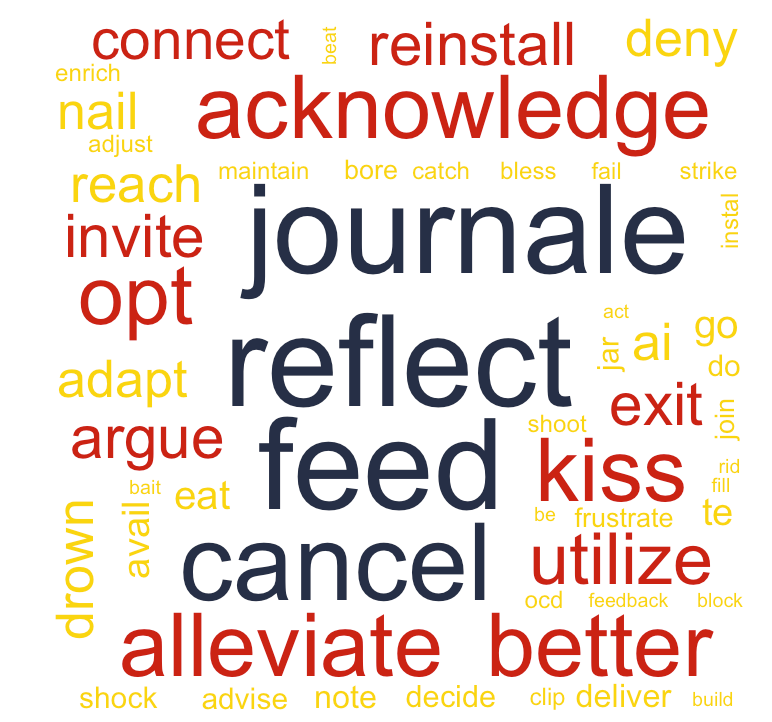 connect beat reinstall deny
enrich
nail acknowledge
adjust
reach maintain bore catch bless fail strike
invite journale instal
opt
reflect act
jar ai go
adapt do
exit
argue feed shoot join
kiss rid
bait eat fill
drown avail be frustrate te
cancel utilize
ocd feedback block
alleviate better
shock advise note decide clip deliver build